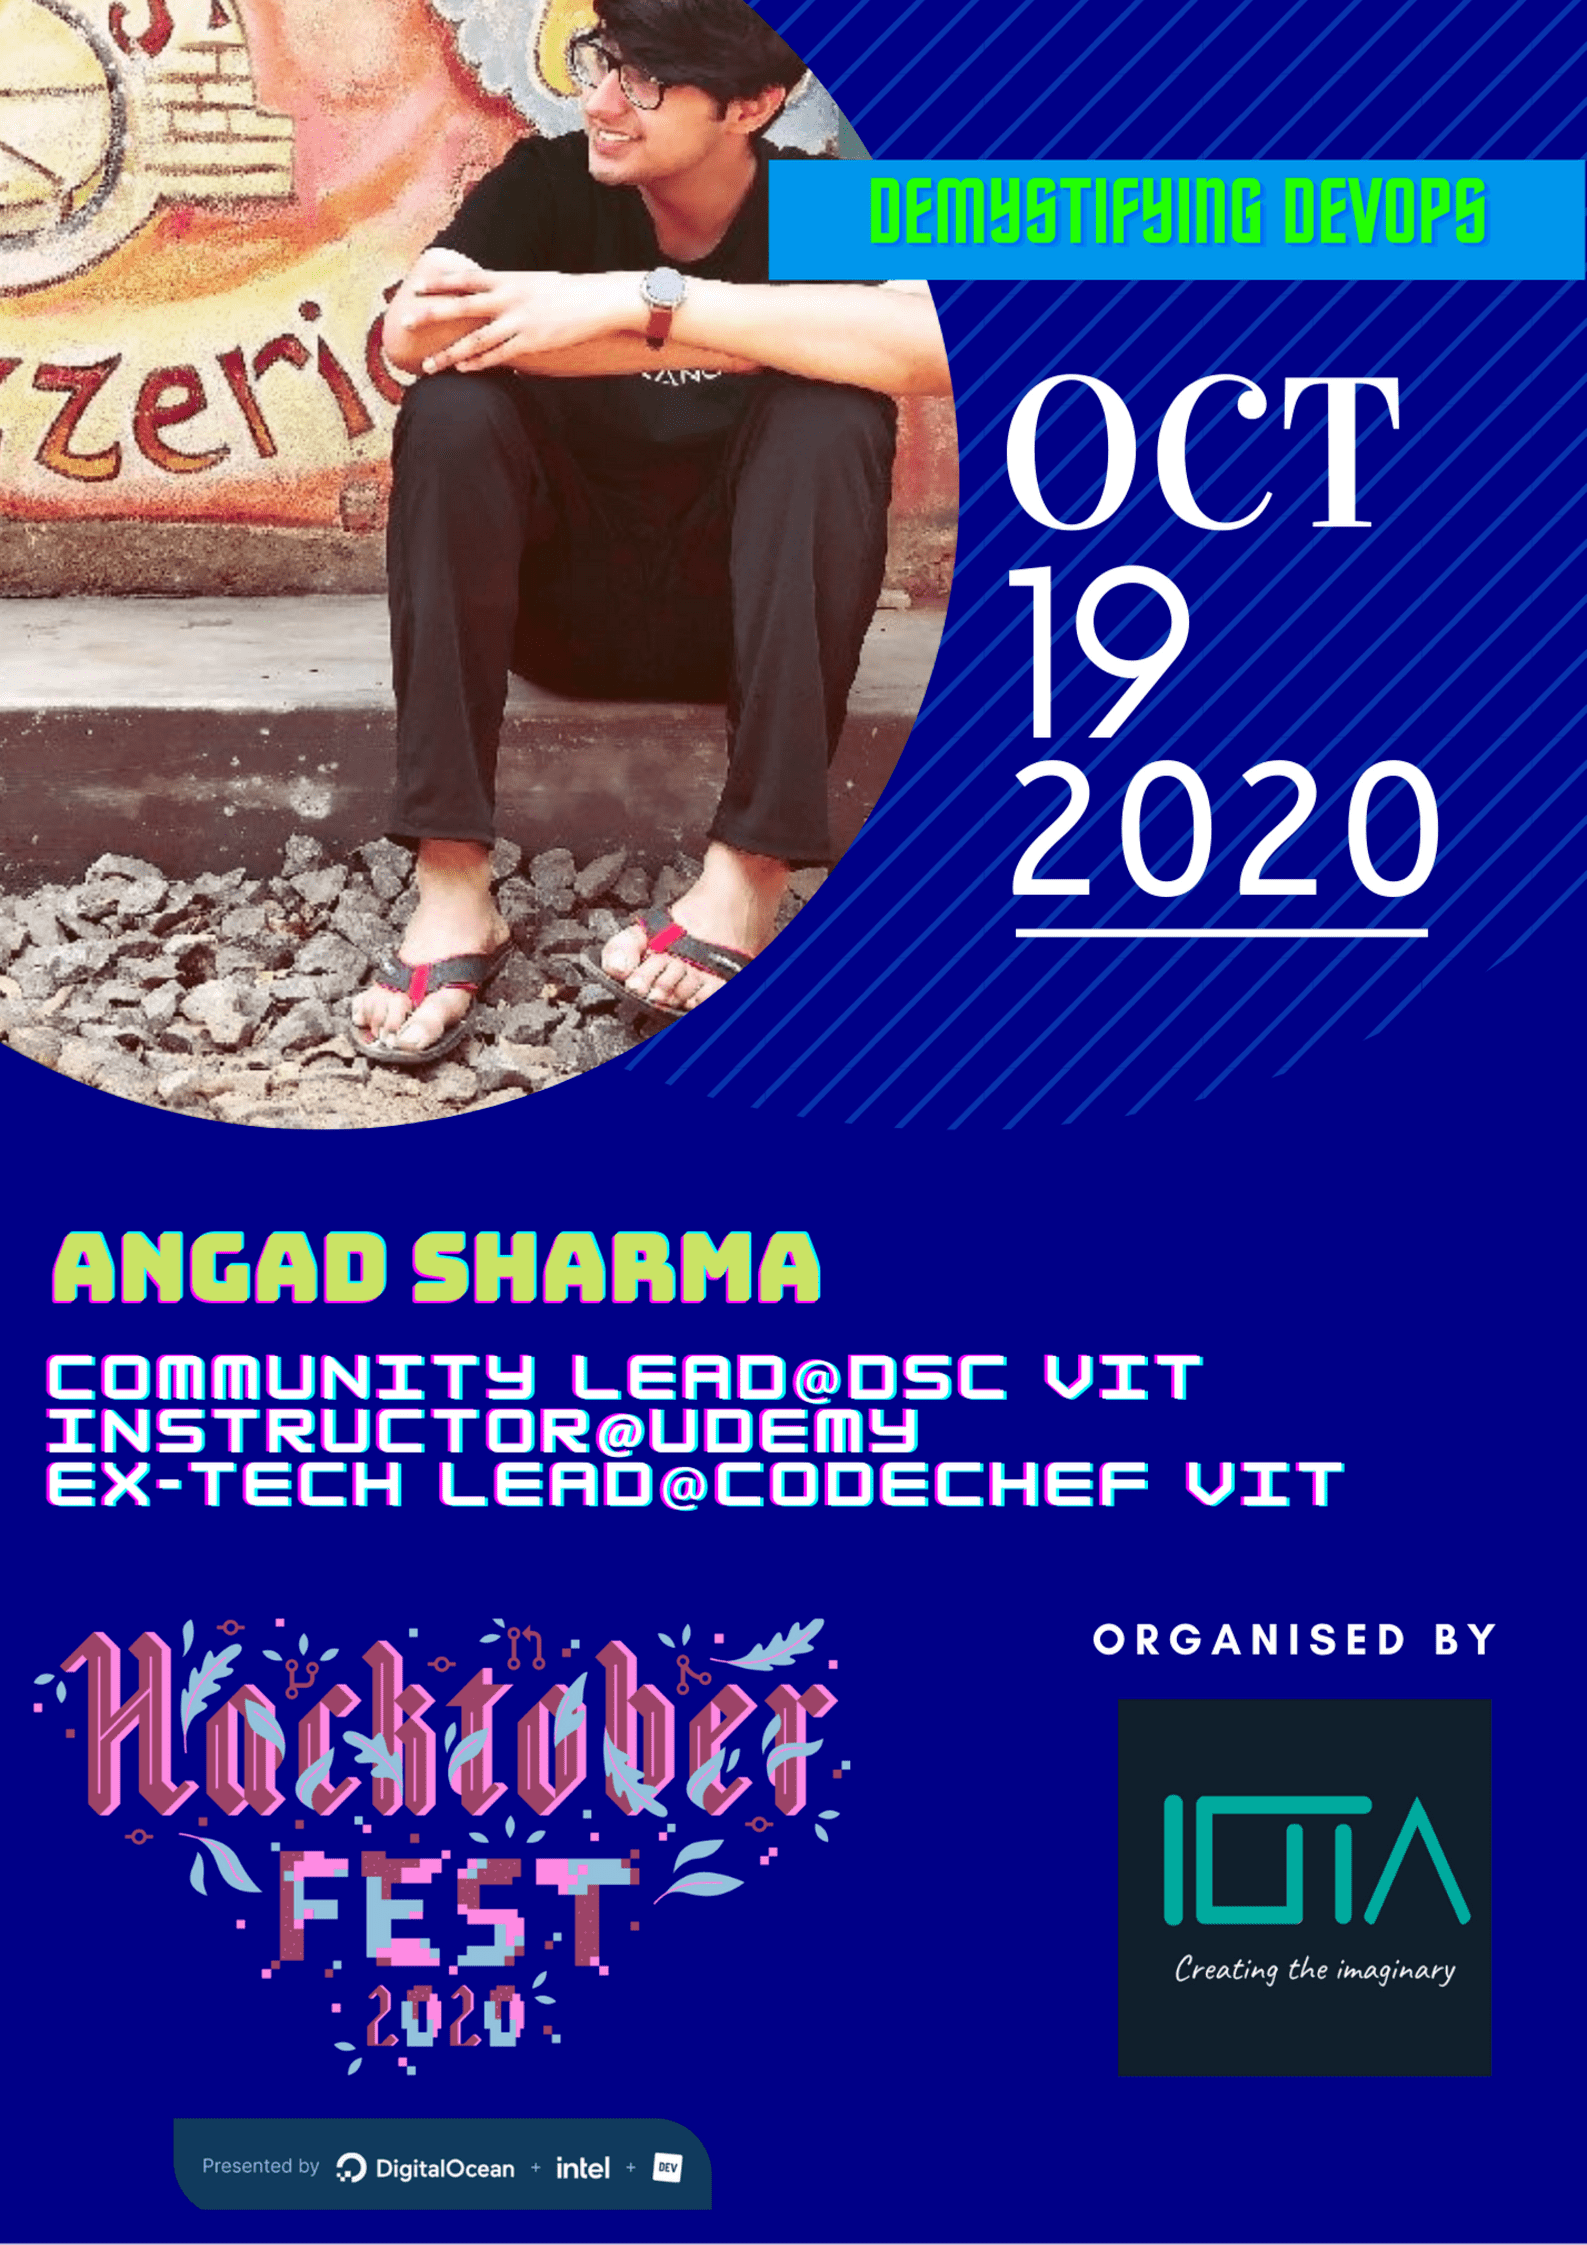 DEMYSTIFYING DEVOPS
zzeria
OCT
19
2020
ANGAD SHARMA
COMMUNITY LEAD@DSC VIT
INSTRUCTOR@UDEMY
EX-TECH LEAD@CODECHEF VIT
Hacktober
FEST
2020
Presented by DigitalOcean + intel + DEV
ORGANISED BY
IOTA
Creating the imaginary